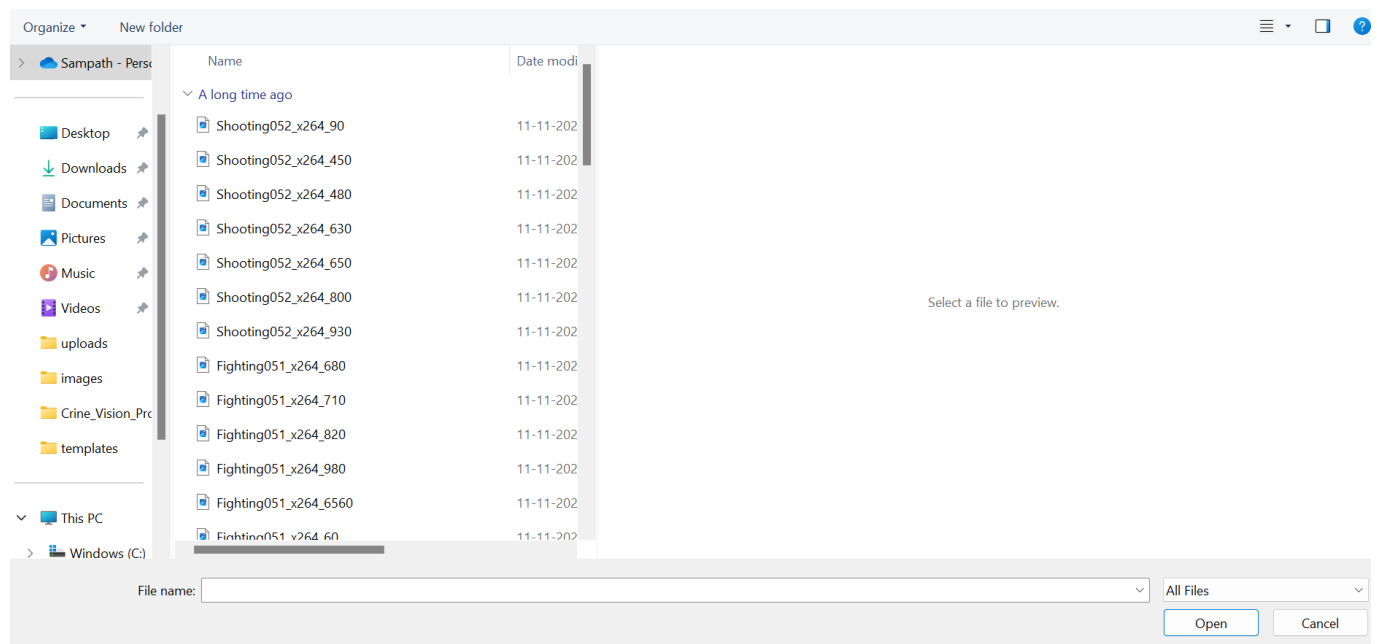 Organize New folder ?
Sampath - Perso
Desktop
Downloads
Documents
Pictures
Music
Videos
uploads
images
Crine_Vision_Pro
templates
This PC
Windows (C:)
Name Date modi
A long time ago
Shooting052_x264_90 11-11-202
Shooting052_x264_450 11-11-202
Shooting052_x264_480 11-11-202
Shooting052_x264_630 11-11-202
Shooting052_x264_650 11-11-202
Shooting052_x264_800 11-11-202
Shooting052_x264_930 11-11-202
Fighting051_x264_680 11-11-202
Fighting051_x264_710 11-11-202
Fighting051_x264_820 11-11-202
Fighting051_x264_980 11-11-202
Fighting051_x264_6560 11-11-202
Fighting051_x264_60 11-11-202
Select a file to preview.
File name: All Files
Open Cancel